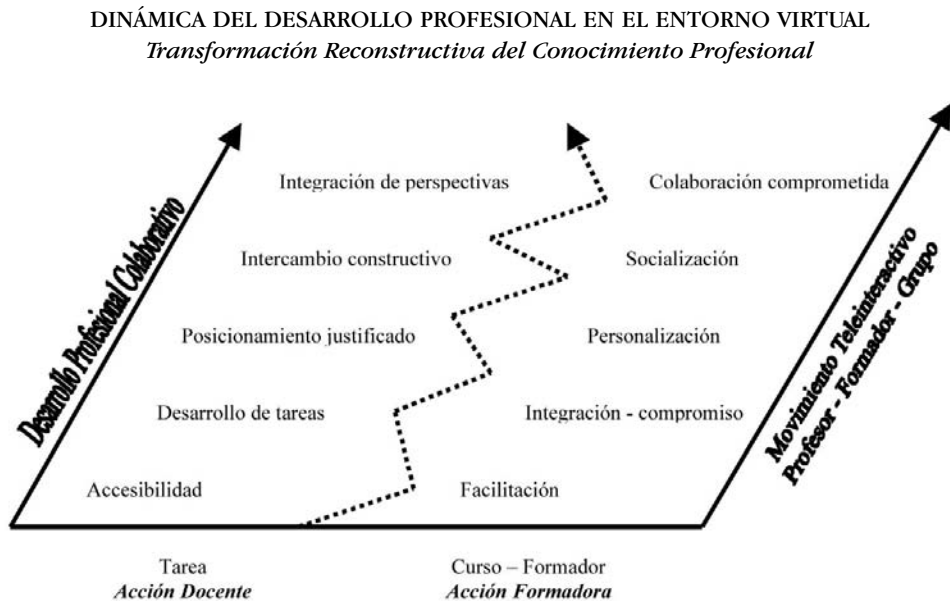 DINÁMICA DEL DESARROLLO PROFESIONAL EN EL ENTORNO VIRTUAL
Transformación Reconstructiva del Conocimiento Profesional
Integración de perspectivas
Colaboración comprometida
Intercambio constructivo
Socialización
Posicionamiento justificado
Personalización
Desarrollo de tareas
Integración - compromiso
Accesibilidad
Facilitación
Desarrollo Profesional Colaborativo
Movimiento Teleinteractivo
Profesor - Formador - Grupo
Tarea
Acción Docente
Curso – Formador
Acción Formadora